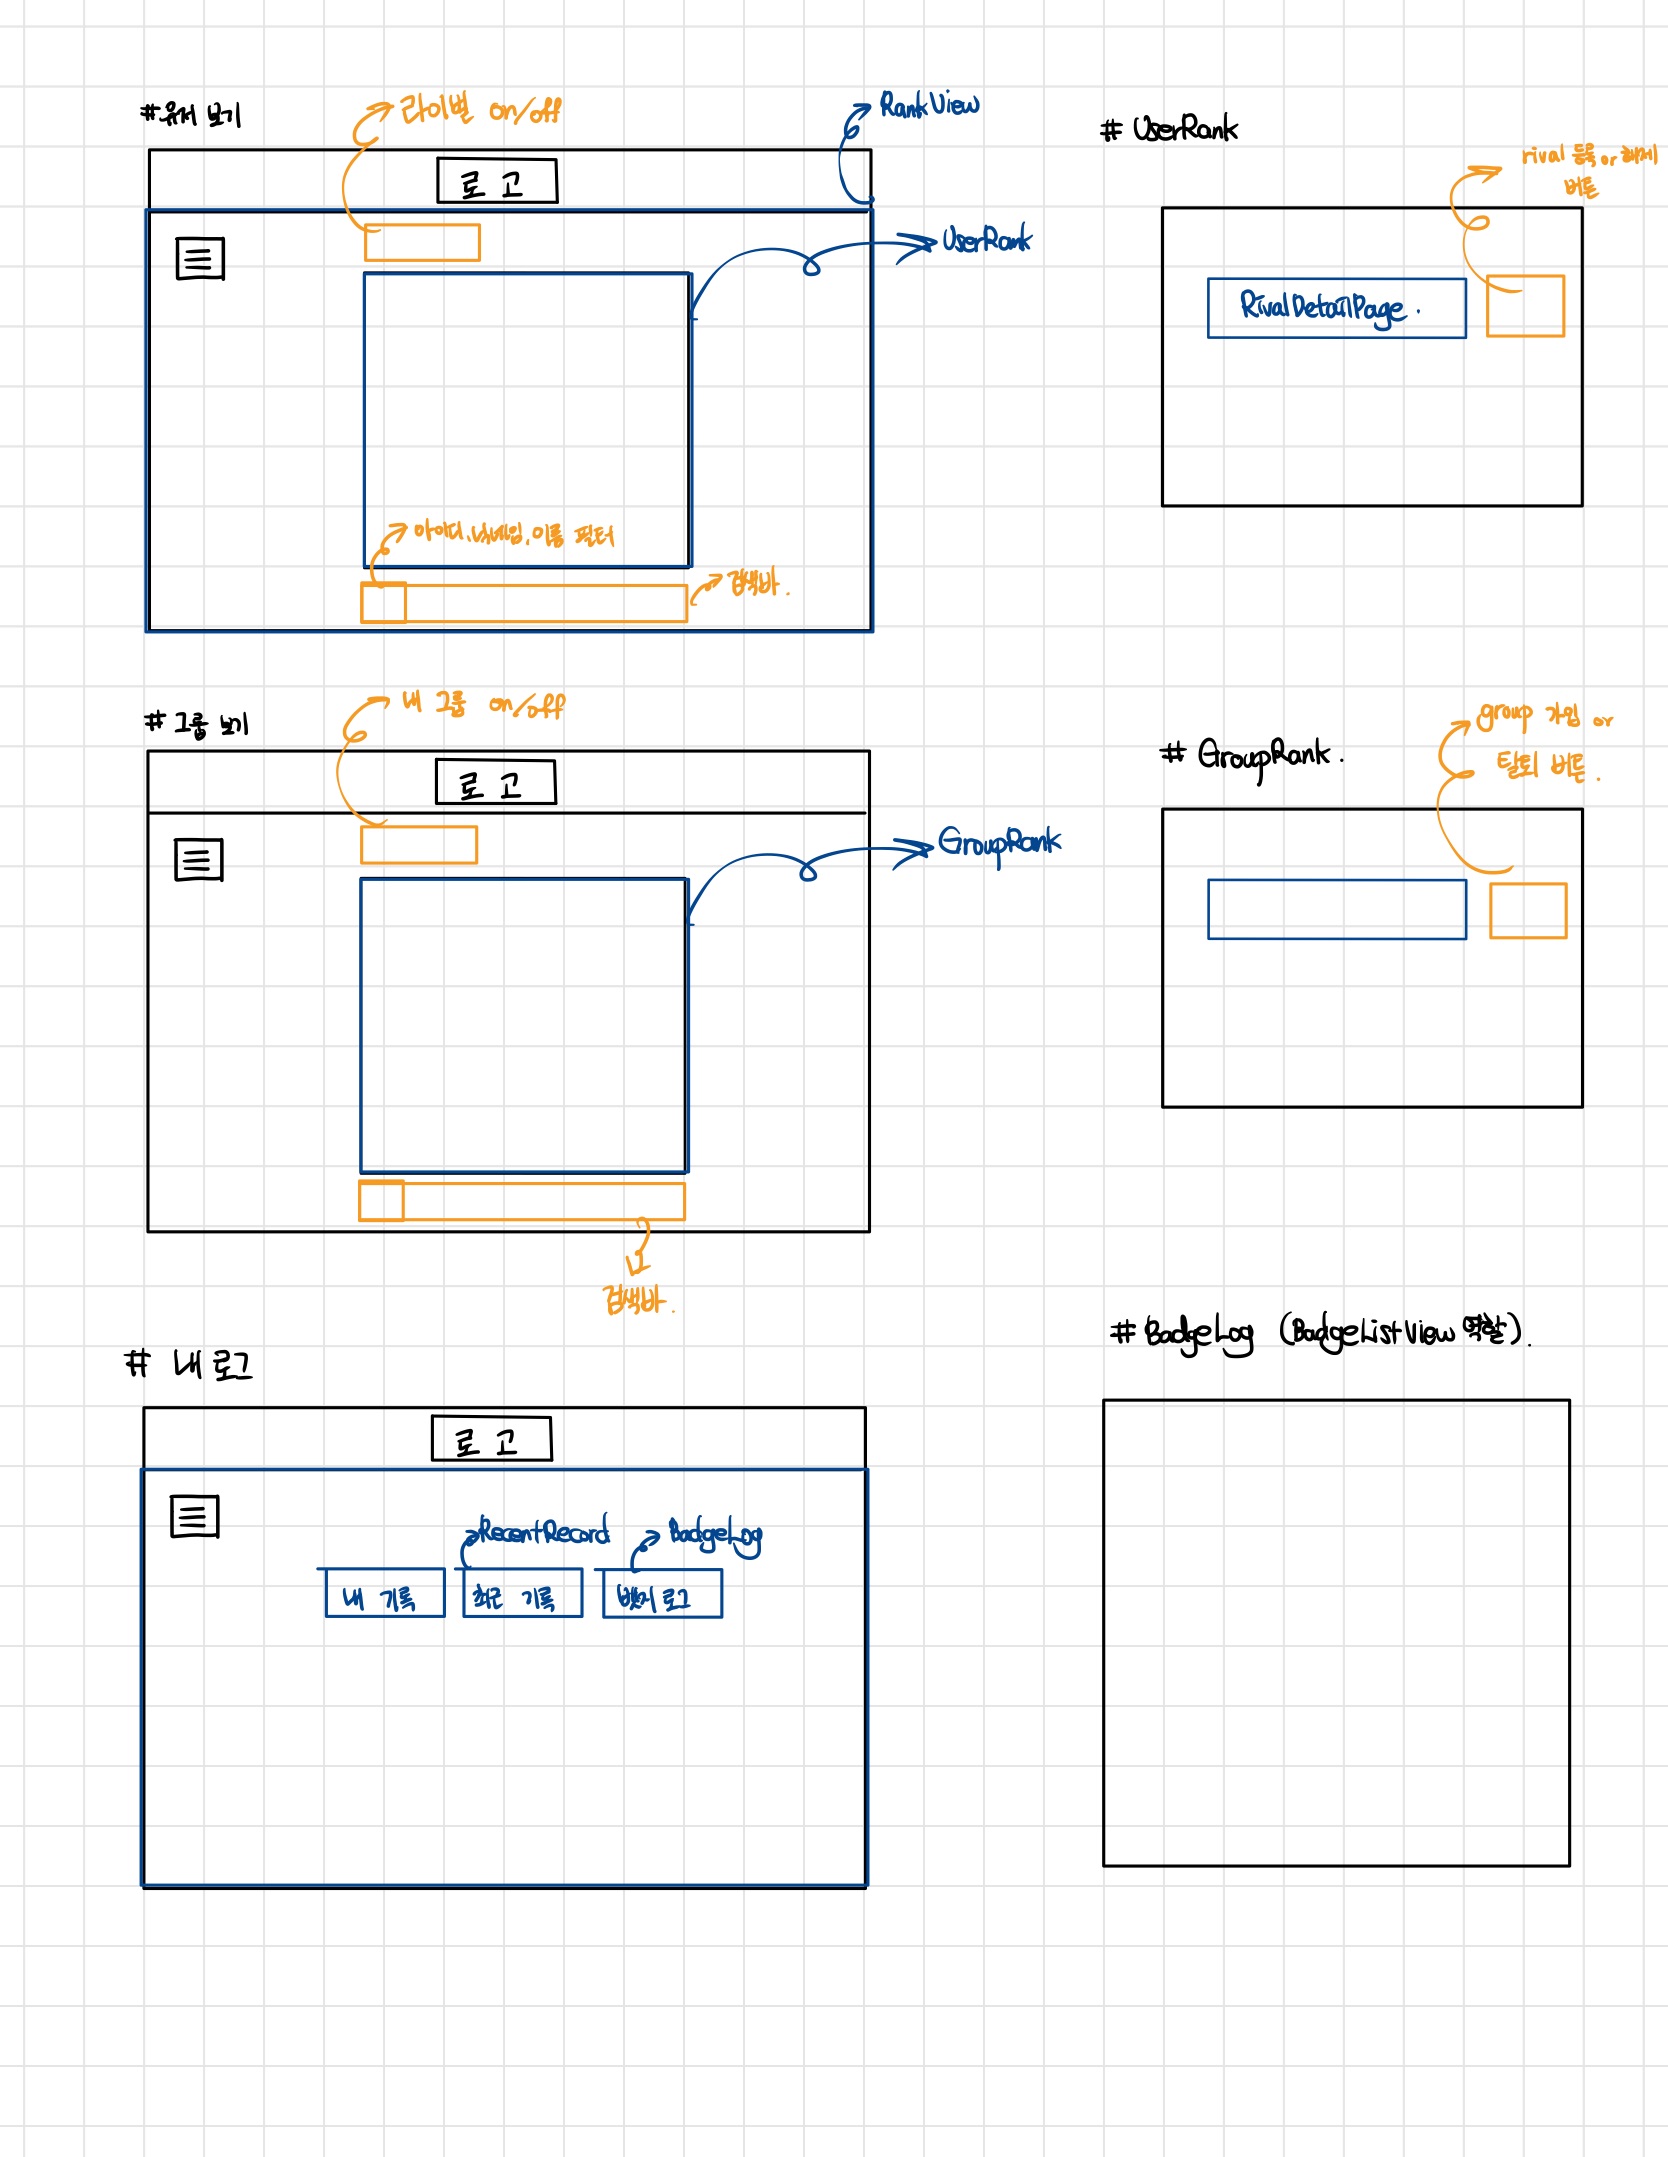 #유저 보기
라이벌 on/off
RankView
로고
UserRank
아이디, 닉네임, 이름 필터
검색바.
# UserRank
rival 등록 or 해제
버튼
RivalDetailPage.
# 그룹 보기
내 그룹 on/off
로고
GroupRank
검색바.
# GroupRank.
group 가입 or
탈퇴 버튼.
# 내 로그
로고
RecentRecord
BadgeLog
내 기록
최근 기록
뱃지 로그
# BadgeLog (BadgeListView 역할).